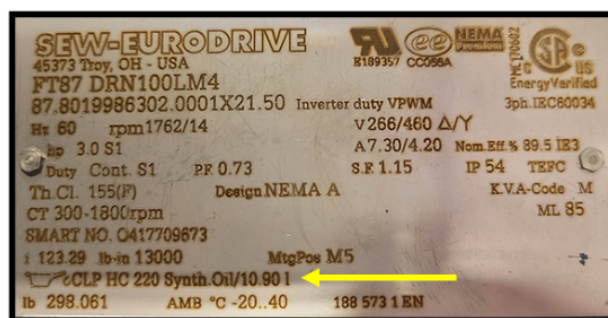 SEW-EURODRIVE
45373 Troy, OH - USA
E189357 CC056A
NEMA Premium
C US
Energy Verified
FT87 DRN100LM4
87.8019986302.0001X21.50 Inverter duty VPWM 3ph.IEC60034
Hz 60 rpm 1762/14 V 266/460 Δ/Y
hp 3.0 S1 A 7.30/4.20 Nom.Eff.% 89.5 IE3
Duty Cont. S1 P.F. 0.73 S.F. 1.15 IP 54 TEFC
Th.Cl. 155(F) Design NEMA A K.V.A-Code M
CT 300-1800rpm ML 85
SMART NO. 0417709673
i 123.29 lb-in 13000 MtgPos M5
CLP HC 220 Synth.Oil/10.90 l
lb 298.061 AMB °C -20..40 188 573 1 EN